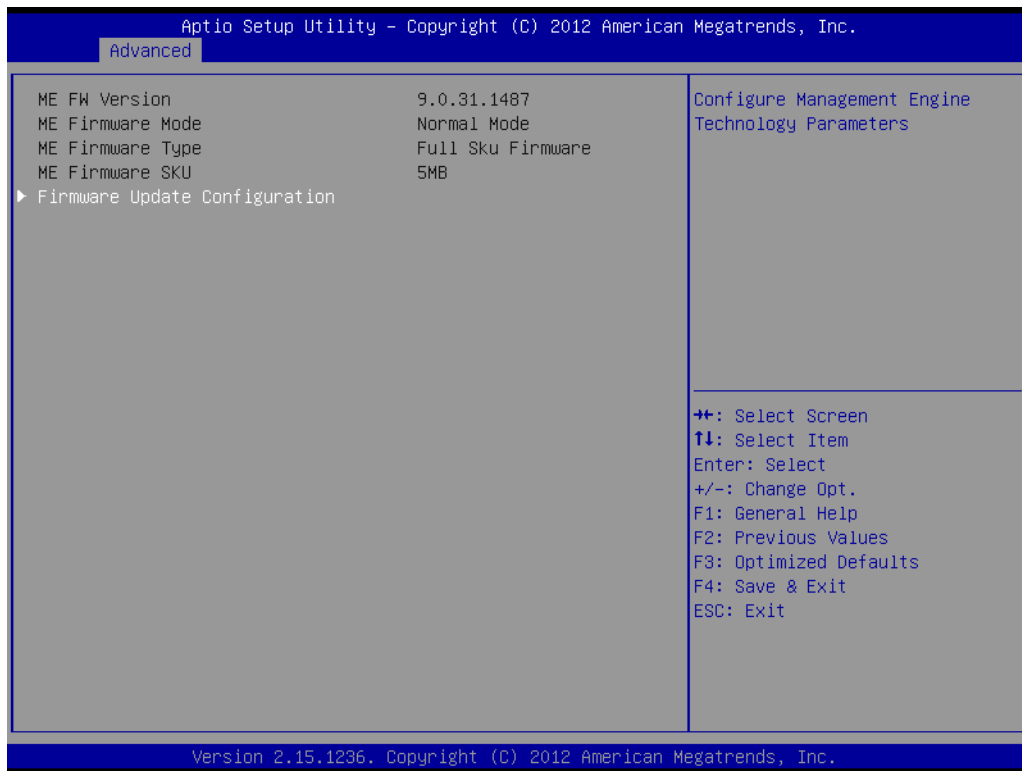 Aptio Setup Utility – Copyright (C) 2012 American Megatrends, Inc.
Advanced
ME FW Version 9.0.31.1487
ME Firmware Mode Normal Mode
ME Firmware Type Full Sku Firmware
ME Firmware SKU 5MB
▶ Firmware Update Configuration
Configure Management Engine
Technology Parameters
→←: Select Screen
↑↓: Select Item
Enter: Select
+/-: Change Opt.
F1: General Help
F2: Previous Values
F3: Optimized Defaults
F4: Save & Exit
ESC: Exit
Version 2.15.1236. Copyright (C) 2012 American Megatrends, Inc.